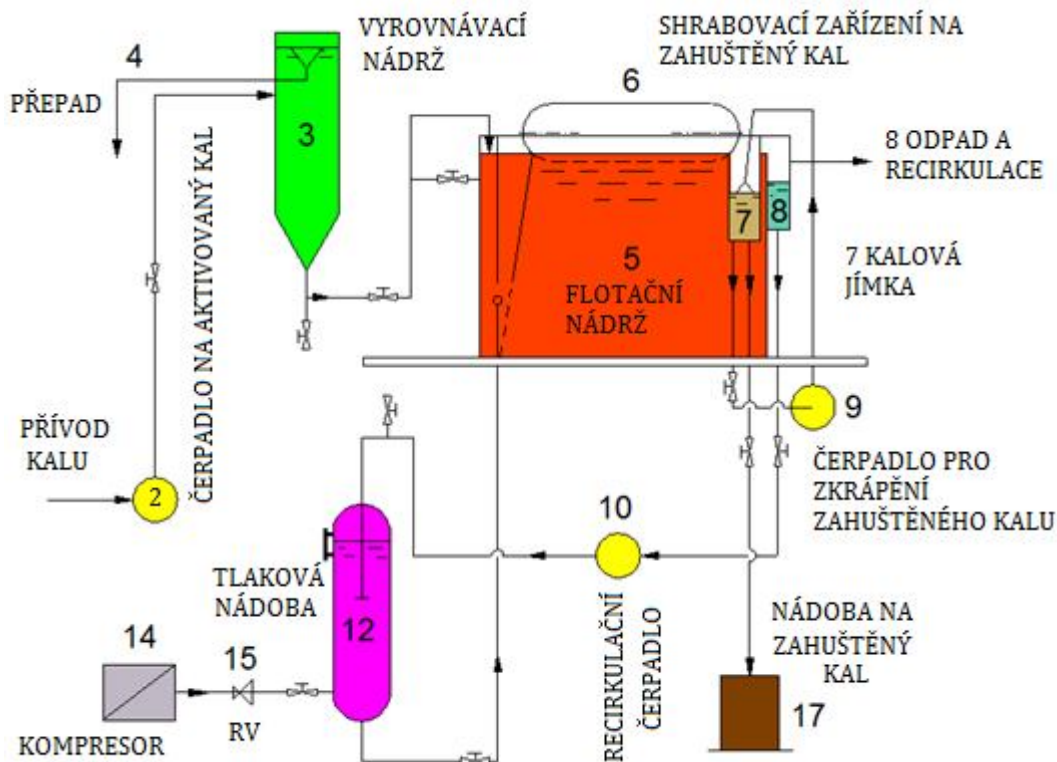 4
PŘEPAD
VYROVNÁVACÍ
NÁDRŽ
3
SHRABOVACÍ ZAŘÍZENÍ NA
ZAHUŠTĚNÝ KAL
6
8 ODPAD A
RECIRKULACE
7
8
7 KALOVÁ
JÍMKA
5
FLOTAČNÍ
NÁDRŽ
ČERPADLO NA AKTIVOVANÝ KAL
PŘÍVOD
KALU
2
9
ČERPADLO PRO
ZKRÁPĚNÍ
ZAHUŠTĚNÉHO KALU
10
RECIRKULAČNÍ
ČERPADLO
TLAKOVÁ
NÁDOBA
12
14
KOMPRESOR
15
RV
NÁDOBA NA
ZAHUŠTĚNÝ
KAL
17